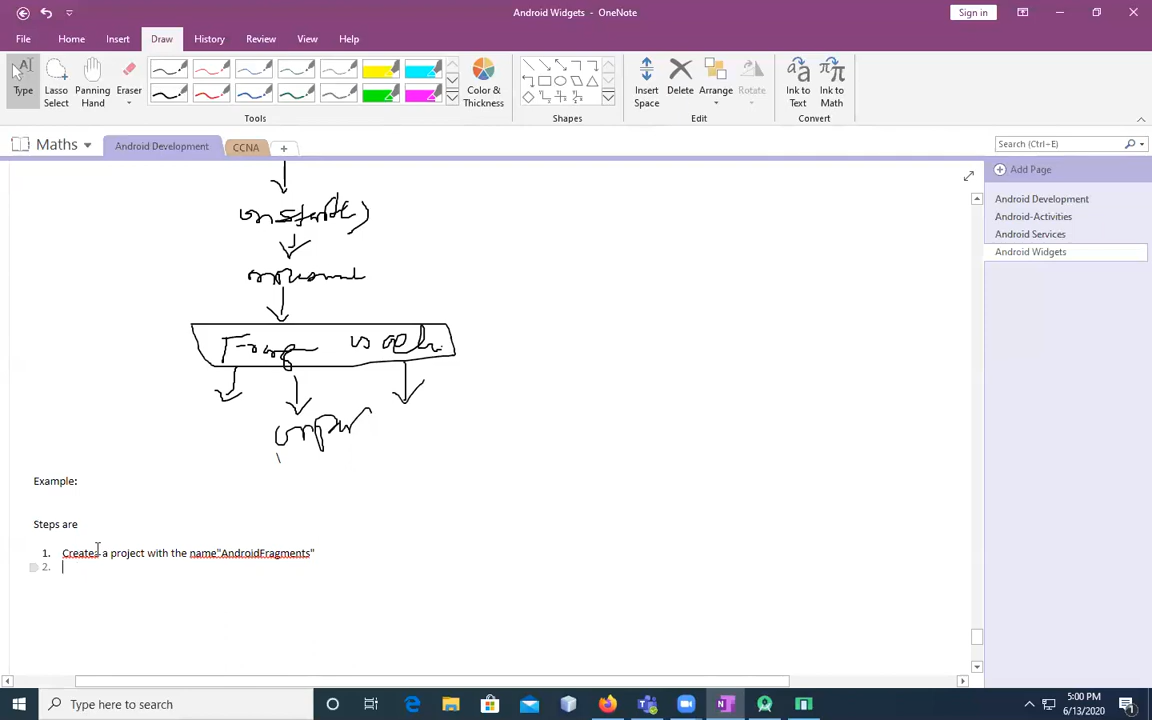 Android Widgets - OneNote
Sign in
File Home Insert Draw History Review View Help
Type
Lasso Select
Panning Hand
Eraser
Color & Thickness
Insert Space
Delete
Arrange
Rotate
Ink to Text
Ink to Math
Tools
Shapes
Edit
Convert
Maths
Android Development
CCNA
Search (Ctrl+E)
Add Page
Android Development
Android-Activities
Android Services
Android Widgets
is
Example:
Steps are
1. Creates a project with the name"AndroidFragments"
2.
Type here to search
5:00 PM
6/13/2020